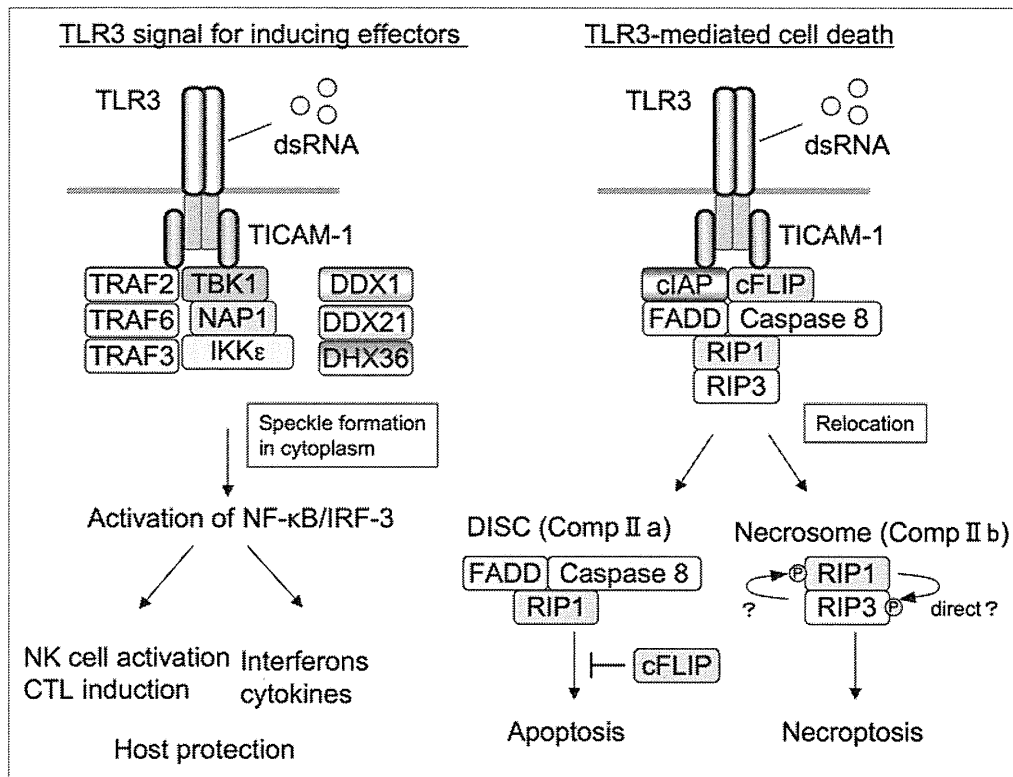 TLR3 signal for inducing effectors
TLR3
dsRNA
TICAM-1
TRAF2
TBK1
DDX1
TRAF6
NAP1
DDX21
TRAF3
IKKε
DHX36
Speckle formation
in cytoplasm
Activation of NF-κB/IRF-3
NK cell activation
CTL induction
Interferons
cytokines
Host protection
TLR3-mediated cell death
TLR3
dsRNA
TICAM-1
cIAP
cFLIP
FADD
Caspase 8
RIP1
RIP3
Relocation
DISC (Comp Ⅱ a)
FADD
Caspase 8
RIP1
cFLIP
Apoptosis
Necrosome (Comp Ⅱ b)
P
RIP1
RIP3
P
?
direct ?
Necroptosis